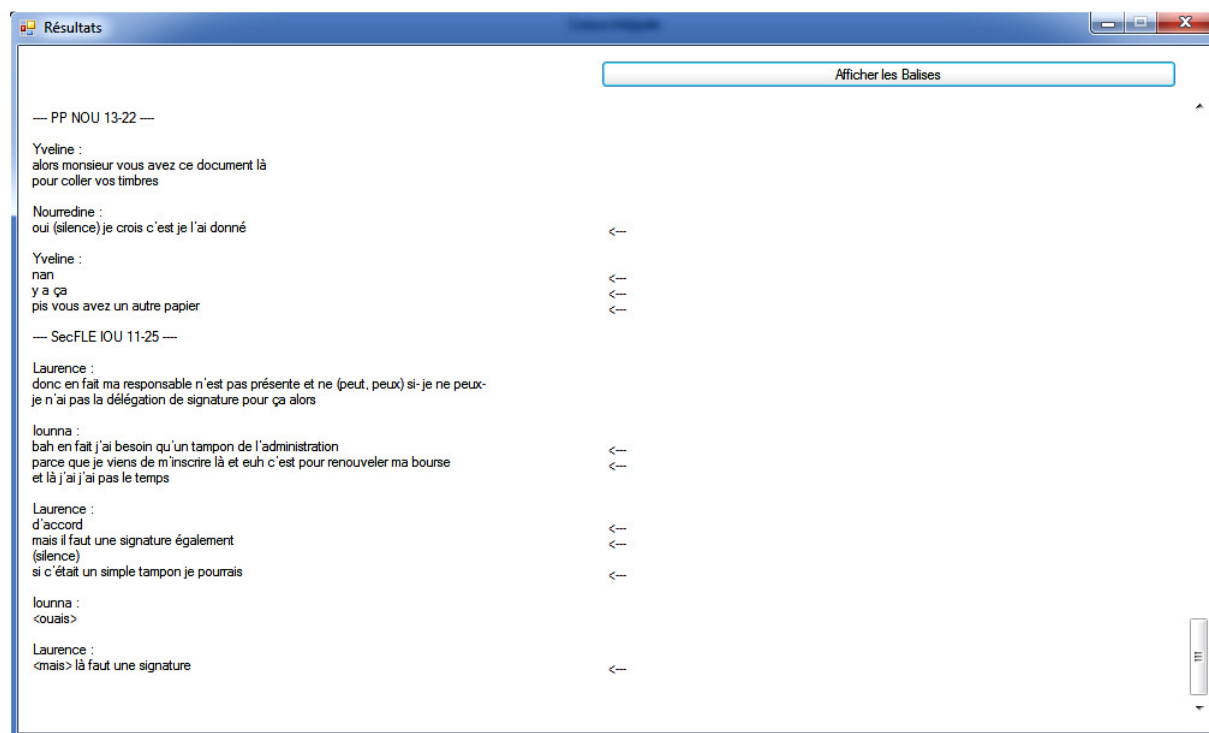 Résultats
Afficher les Balises
---- PP NOU 13-22 ----
Yveline :
alors monsieur vous avez ce document là
pour coller vos timbres
Nourredine :
oui (silence) je crois c'est je l'ai donné <---
Yveline :
nan <---
y a ça <---
pis vous avez un autre papier <---
---- SecFLE IOU 11-25 ----
Laurence :
donc en fait ma responsable n'est pas présente et ne (peut, peux) si- je ne peux-
je n'ai pas la délégation de signature pour ça alors
Iounna :
bah en fait j'ai besoin qu'un tampon de l'administration <---
parce que je viens de m'inscrire là et euh c'est pour renouveler ma bourse <---
et là j'ai j'ai pas le temps
Laurence :
d'accord <---
mais il faut une signature également <---
(silence)
si c'était un simple tampon je pourrais <---
Iounna :
<ouais>
Laurence :
<mais> là faut une signature <---